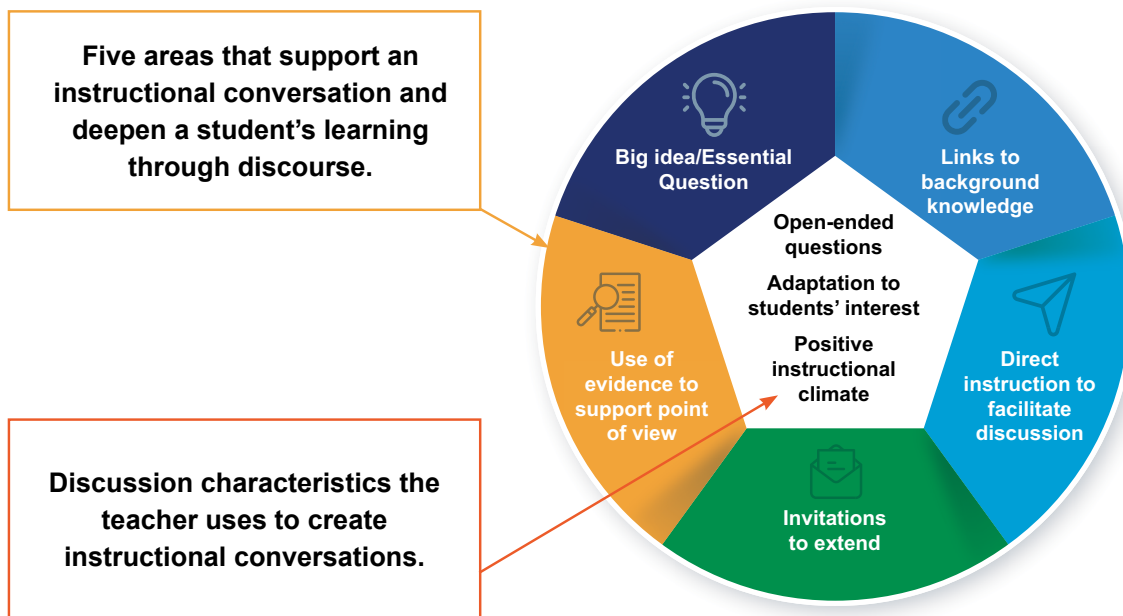 Five areas that support an
instructional conversation and
deepen a student’s learning
through discourse.
Big idea/Essential
Question
Links to
background
knowledge
Open-ended
questions
Adaptation to
students’ interest
Positive
instructional
climate
Use of
evidence to
support point
of view
Direct
instruction to
facilitate
discussion
Invitations
to extend
Discussion characteristics the
teacher uses to create
instructional conversations.